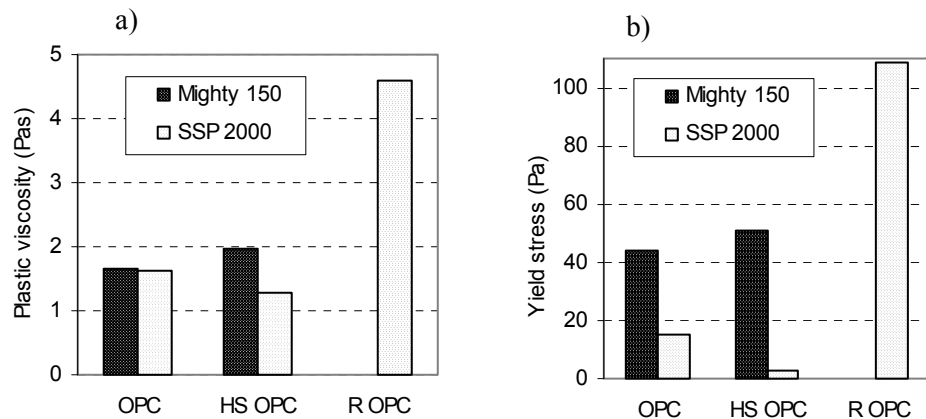 a)
Plastic viscosity (Pas)
5
4
3
2
1
0
Mighty 150
SSP 2000
OPC
HS OPC
R OPC
b)
Yield stress (Pa)
100
80
60
40
20
0
Mighty 150
SSP 2000
OPC
HS OPC
R OPC